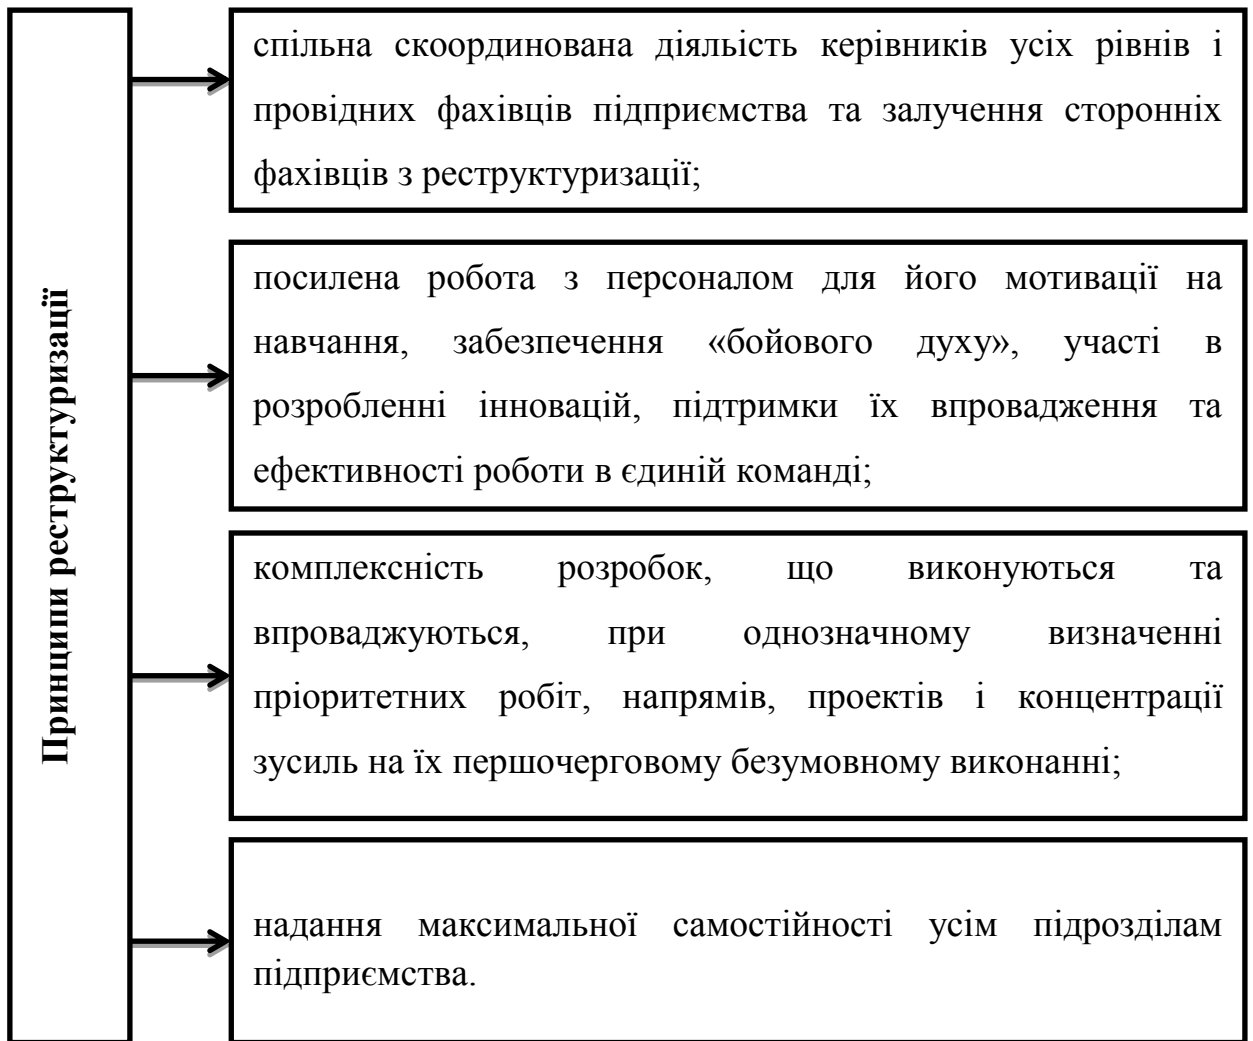 Принципи реструктуризації
спільна скоординована діяьість керівників усіх рівнів і
провідних фахівців підприємства та залучення сторонніх
фахівців з реструктуризації;
посилена робота з персоналом для його мотивації на
навчання, забезпечення «бойового духу», участі в
розробленні інновацій, підтримки їх впровадження та
ефективності роботи в єдиній команді;
комплексність розробок, що виконуються та
впроваджуються, при однозначному визначенні
пріоритетних робіт, напрямів, проектів і концентрації
зусиль на їх першочерговому безумовному виконанні;
надання максимальної самостійності усім підрозділам
підприємства.